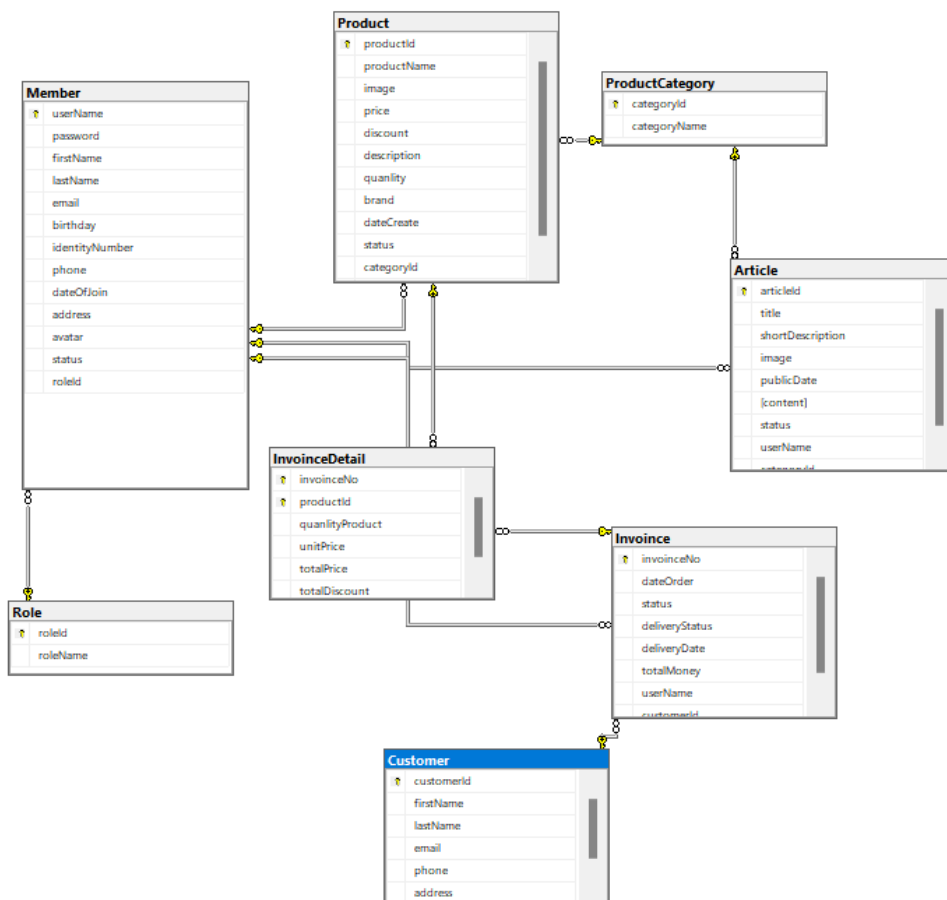 Product
productId
productName
image
price
discount
description
quanlity
brand
dateCreate
status
categoryId
Member
userName
password
firstName
lastName
email
birthday
identityNumber
phone
dateOfJoin
address
avatar
status
roleId
ProductCategory
categoryId
categoryName
Article
articleId
title
shortDescription
image
publicDate
[content]
status
userName
categoryId
InvoinceDetail
invoinceNo
productId
quanlityProduct
unitPrice
totalPrice
totalDiscount
Invoince
invoinceNo
dateOrder
status
deliveryStatus
deliveryDate
totalMoney
userName
customerId
Role
roleId
roleName
Customer
customerId
firstName
lastName
email
phone
address